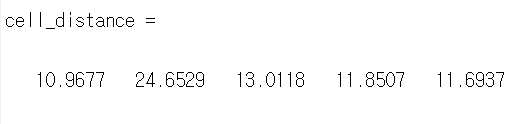 cell_distance =
10.9677 24.6529 13.0118 11.8507 11.6937